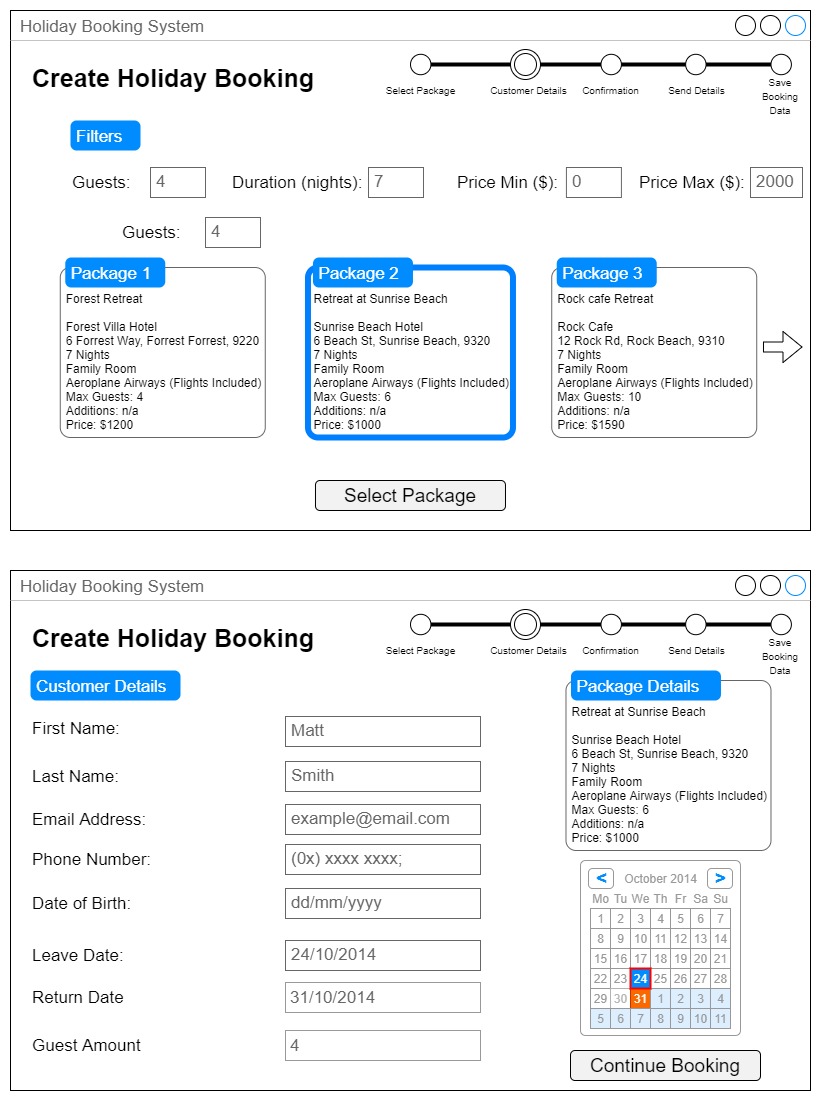 Holiday Booking System
Create Holiday Booking
Select Package
Customer Details
Confirmation
Send Details
Save
Booking
Data
Filters
Guests: 4 Duration (nights): 7 Price Min ($): 0 Price Max ($): 2000
Guests: 4
Package 1
Forest Retreat
Forest Villa Hotel
6 Forrest Way, Forrest Forrest, 9220
7 Nights
Family Room
Aeroplane Airways (Flights Included)
Max Guests: 4
Additions: n/a
Price: $1200
Package 2
Retreat at Sunrise Beach
Sunrise Beach Hotel
6 Beach St, Sunrise Beach, 9320
7 Nights
Family Room
Aeroplane Airways (Flights Included)
Max Guests: 6
Additions: n/a
Price: $1000
Package 3
Rock cafe Retreat
Rock Cafe
12 Rock Rd, Rock Beach, 9310
7 Nights
Family Room
Aeroplane Airways (Flights Included)
Max Guests: 10
Additions: n/a
Price: $1590
Select Package
Holiday Booking System
Create Holiday Booking
Select Package
Customer Details
Confirmation
Send Details
Save
Booking
Data
Customer Details
First Name: Matt
Last Name: Smith
Email Address: example@email.com
Phone Number: (0x) xxxx xxxx;
Date of Birth: dd/mm/yyyy
Leave Date: 24/10/2014
Return Date 31/10/2014
Guest Amount 4
Package Details
Retreat at Sunrise Beach
Sunrise Beach Hotel
6 Beach St, Sunrise Beach, 9320
7 Nights
Family Room
Aeroplane Airways (Flights Included)
Max Guests: 6
Additions: n/a
Price: $1000
< October 2014 >
Mo Tu We Th Fr Sa Su
1 2 3 4 5 6 7
8 9 10 11 12 13 14
15 16 17 18 19 20 21
22 23 24 25 26 27 28
29 30 31 1 2 3 4
5 6 7 8 9 10 11
Continue Booking